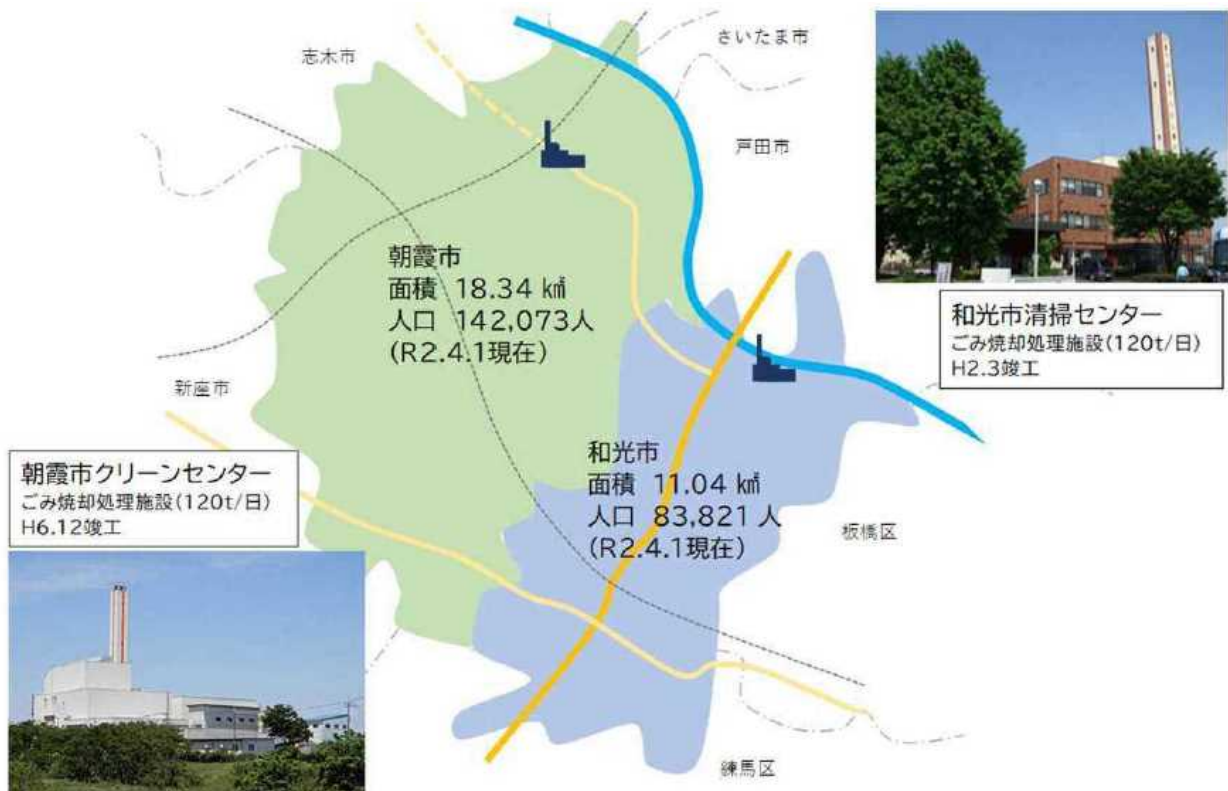 志木市
さいたま市
戸田市
朝霞市
面積 18.34 ㎢
人口 142,073人
(R2.4.1現在)
和光市清掃センター
ごみ焼却処理施設(120t/日)
H2.3竣工
新座市
朝霞市クリーンセンター
ごみ焼却処理施設(120t/日)
H6.12竣工
和光市
面積 11.04 ㎢
人口 83,821 人
(R2.4.1現在)
板橋区
練馬区